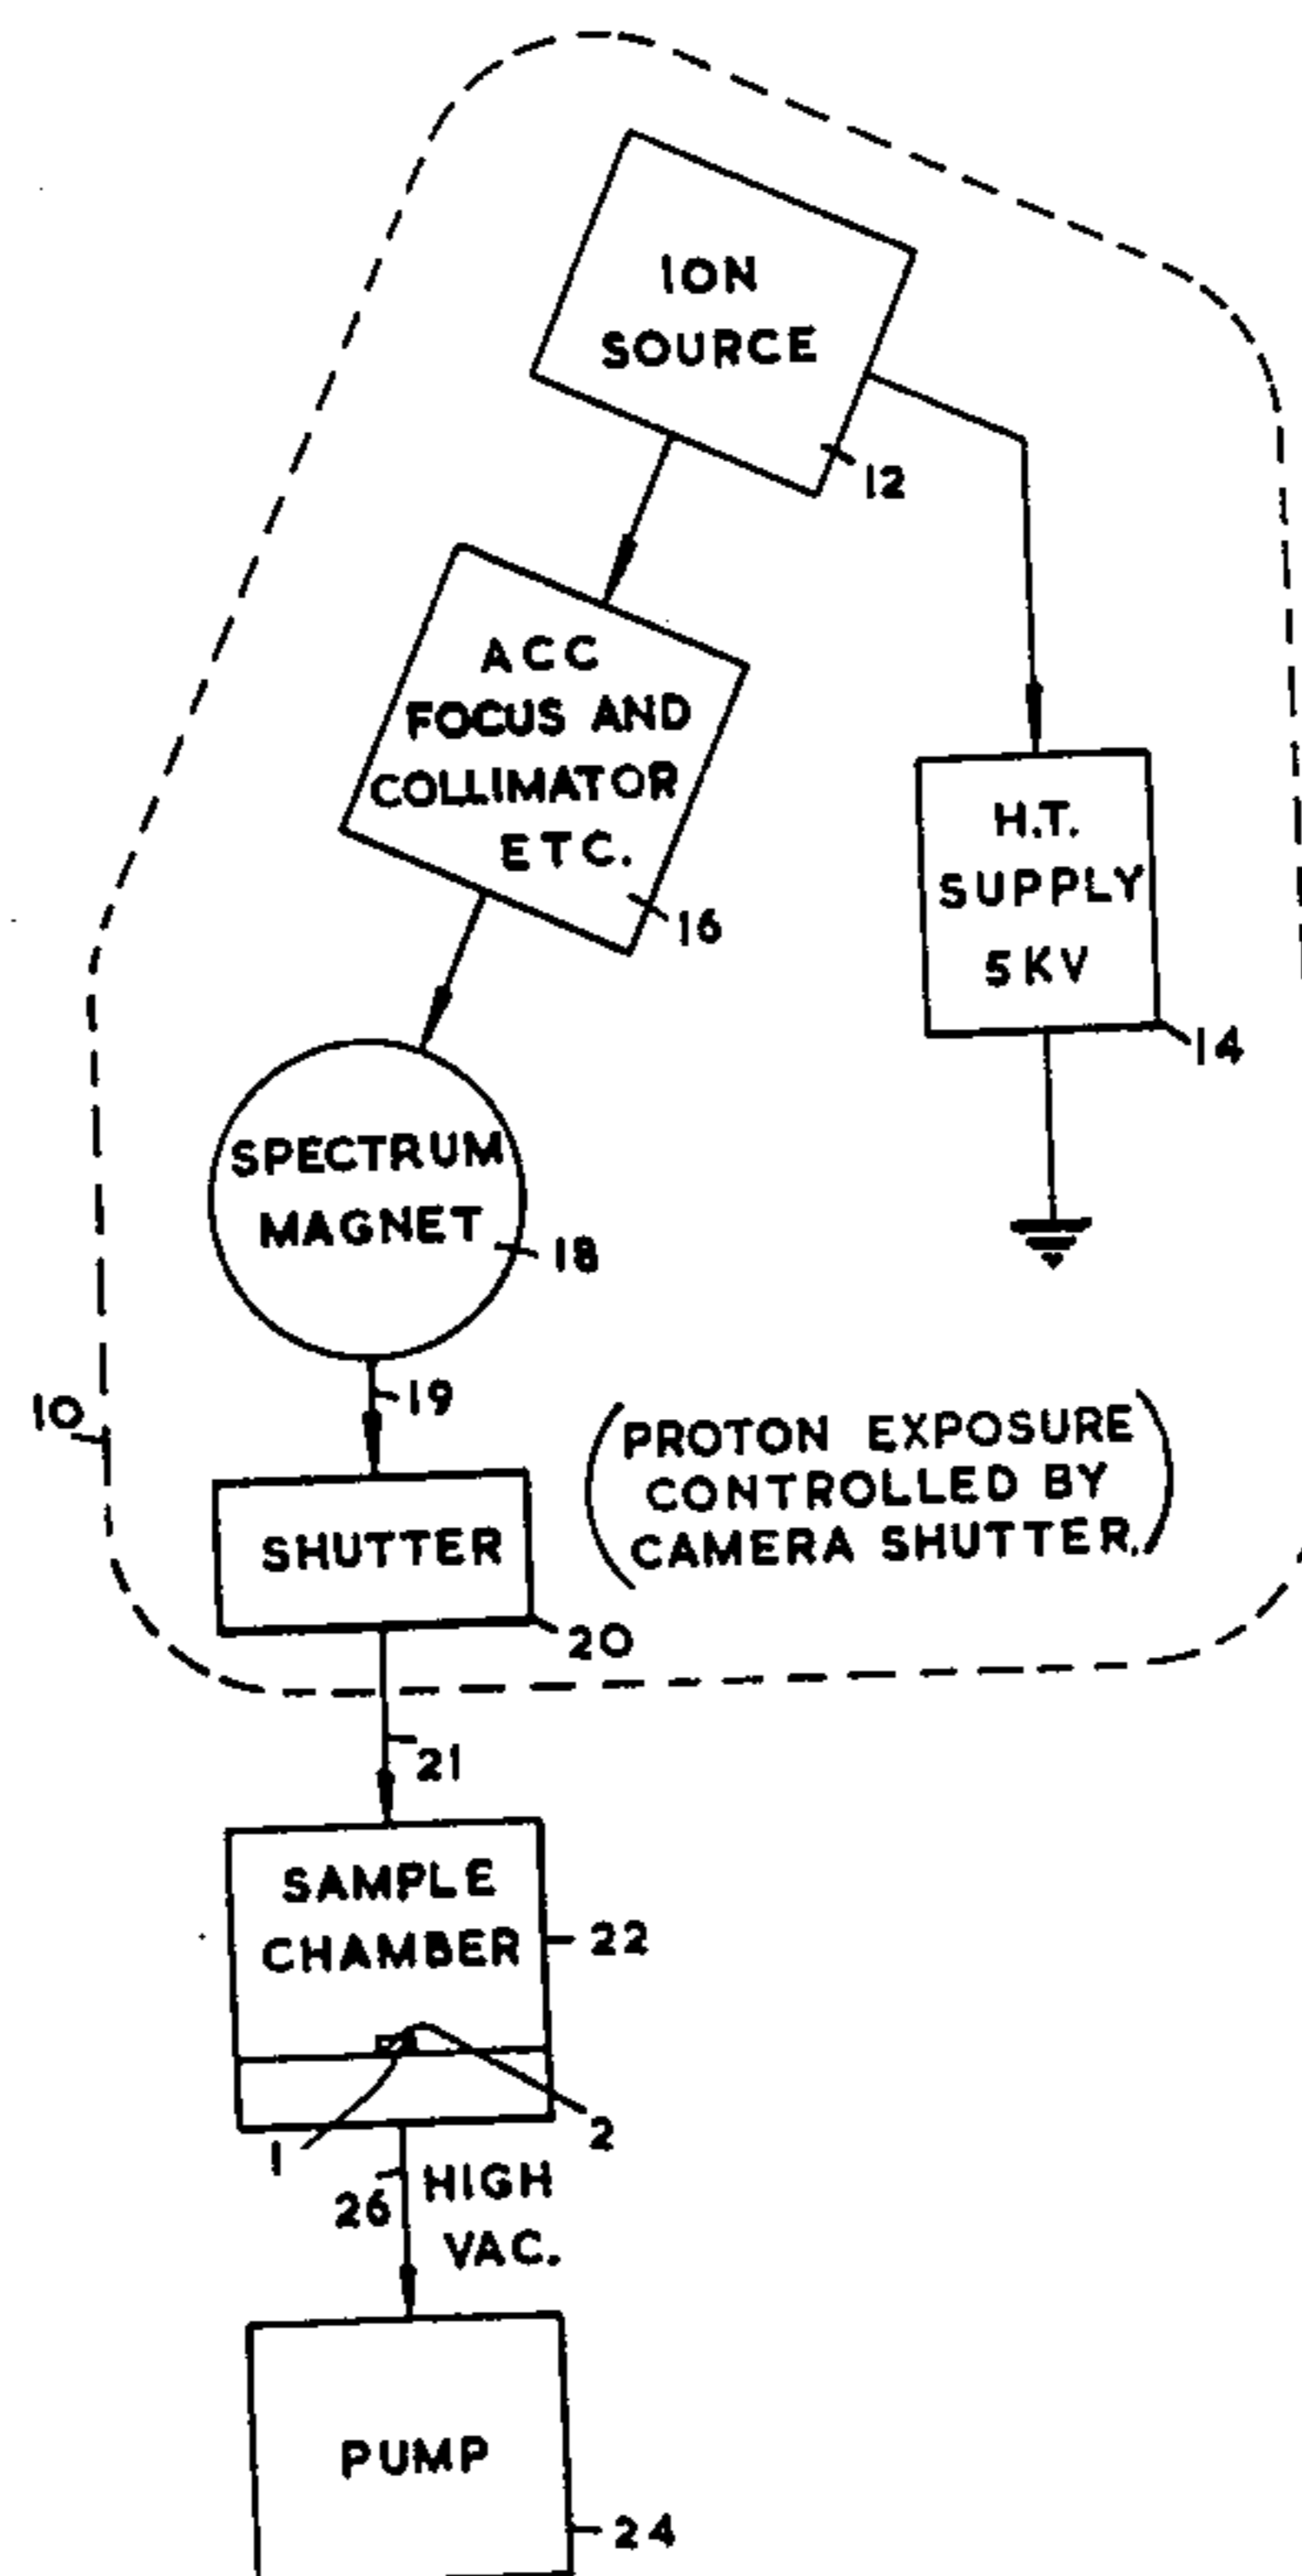 ION
SOURCE
12
ACC
FOCUS AND
COLLIMATOR
ETC.
16
H.T.
SUPPLY
5KV
14
SPECTRUM
MAGNET
18
19
10
(PROTON EXPOSURE
CONTROLLED BY
CAMERA SHUTTER.)
SHUTTER
20
21
SAMPLE
CHAMBER
22
1
2
26
HIGH
VAC.
PUMP
24